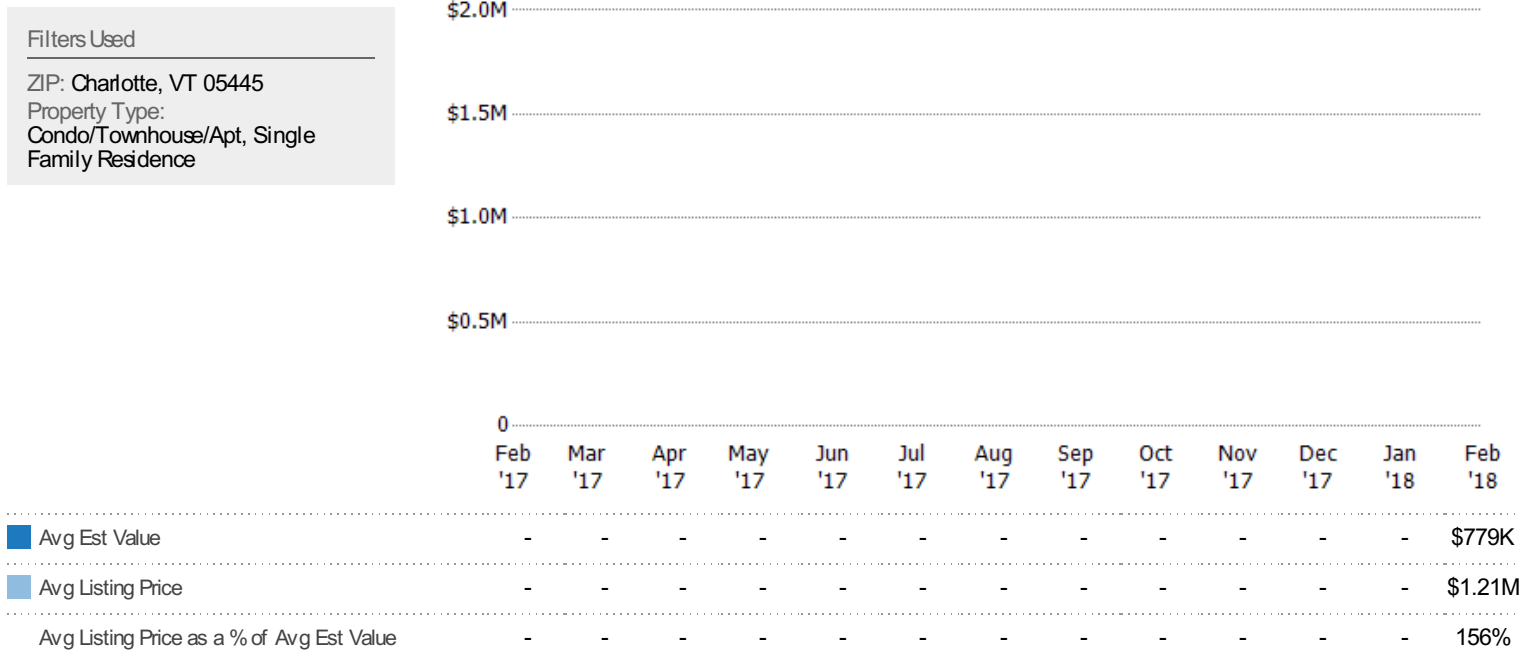 Filters Used
ZIP: Charlotte, VT 05445
Property Type:
Condo/Townhouse/Apt, Single
Family Residence
$2.0M
$1.5M
$1.0M
$0.5M
0
Feb Mar Apr May Jun Jul Aug Sep Oct Nov Dec Jan Feb
'17 '17 '17 '17 '17 '17 '17 '17 '17 '17 '17 '18 '18
Avg Est Value - - - - - - - - - - - - $779K
Avg Listing Price - - - - - - - - - - - - $1.21M
Avg Listing Price as a % of Avg Est Value - - - - - - - - - - - - 156%